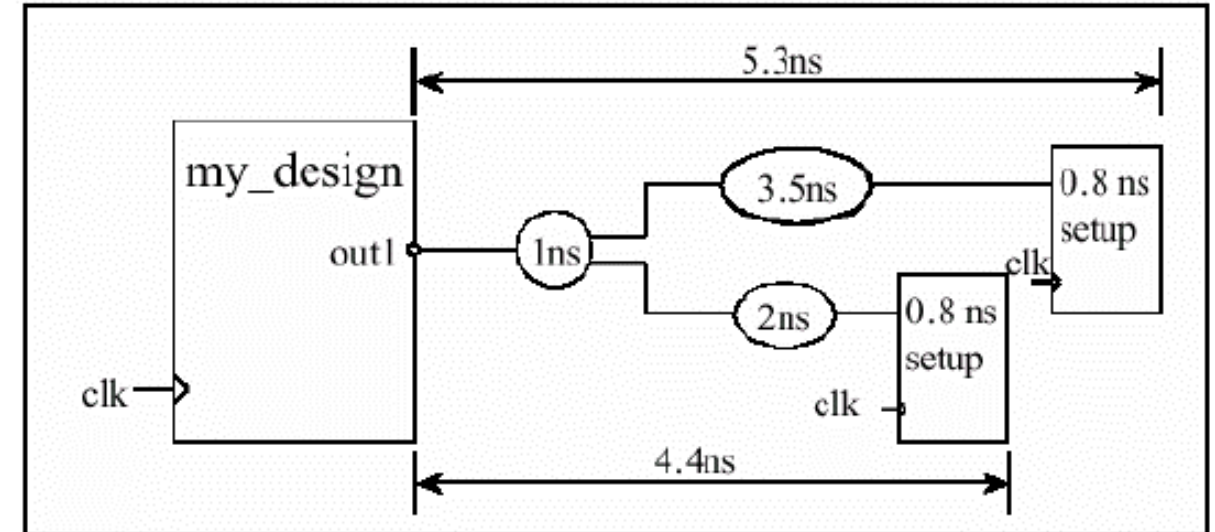 5.3ns
my_design
out1
1ns
3.5ns
0.8 ns
setup
clk
2ns
0.8 ns
setup
clk
clk
4.4ns